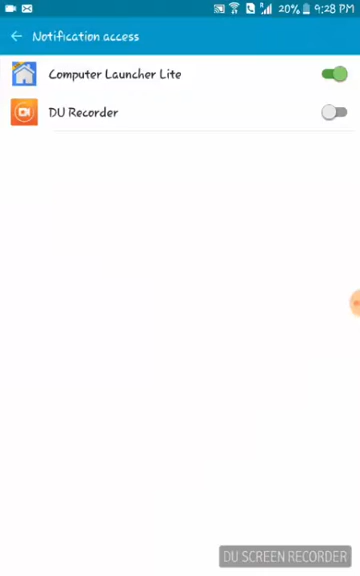 20% 9:28 PM
Notification access
Computer Launcher Lite
DU Recorder
DU SCREEN RECORDER